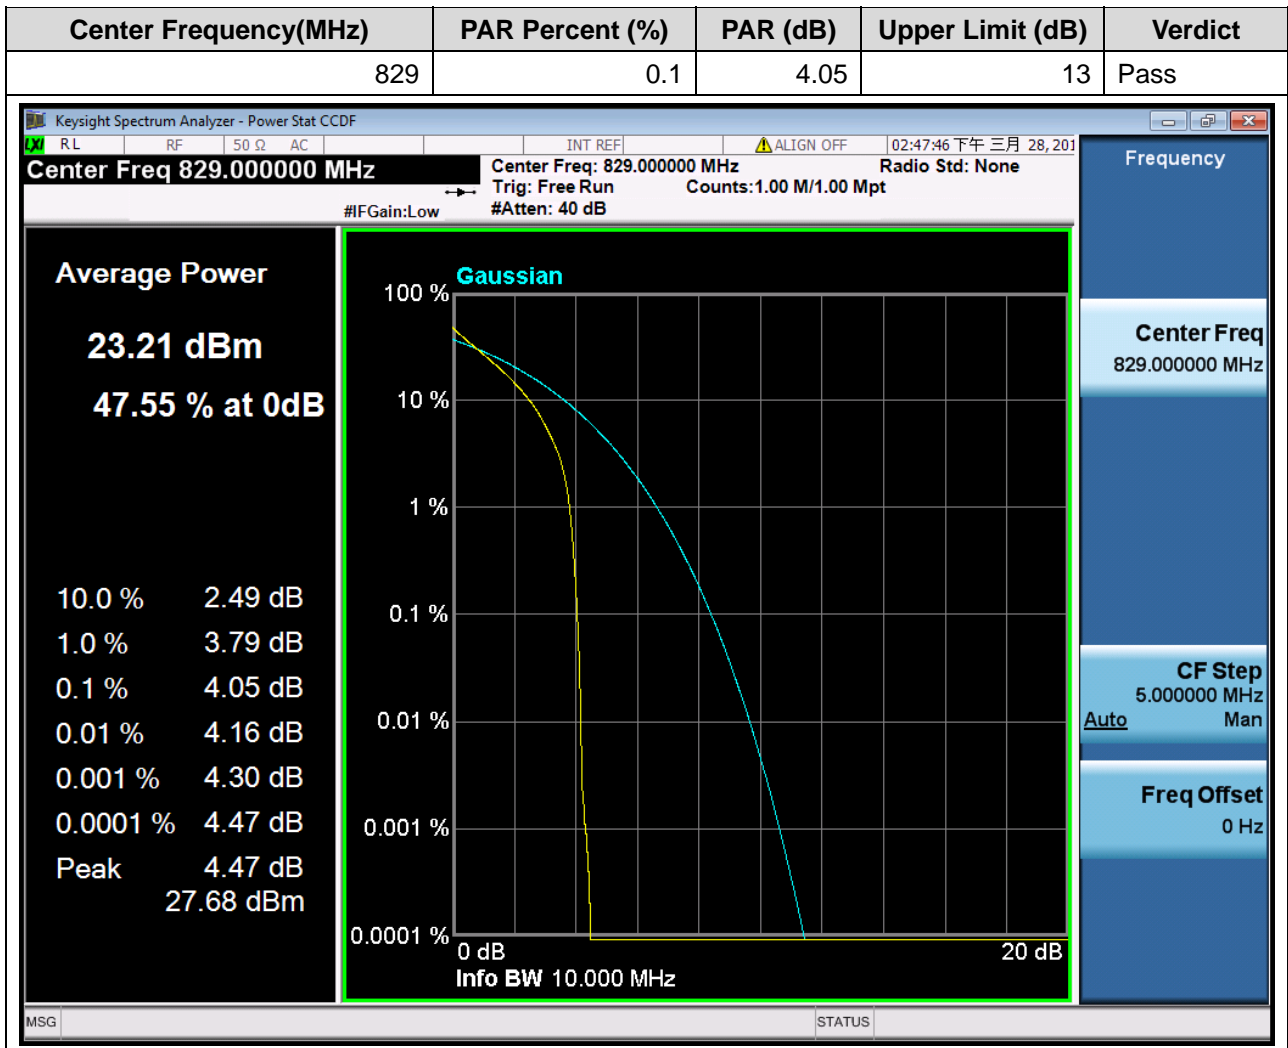 Center Frequency(MHz) PAR Percent (%) PAR (dB) Upper Limit (dB) Verdict
829 0.1 4.05 13 Pass
Keysight Spectrum Analyzer - Power Stat CCDF
LXI RL RF 50 Ω AC INT REF ALIGN OFF 02:47:46 下午 三月 28, 201
Center Freq 829.000000 MHz
Center Freq: 829.000000 MHz Radio Std: None
Trig: Free Run Counts:1.00 M/1.00 Mpt
#IFGain:Low #Atten: 40 dB
Frequency
Average Power
23.21 dBm
47.55 % at 0dB
10.0 % 2.49 dB
1.0 % 3.79 dB
0.1 % 4.05 dB
0.01 % 4.16 dB
0.001 % 4.30 dB
0.0001 % 4.47 dB
Peak 4.47 dB
27.68 dBm
Gaussian
100 %
10 %
1 %
0.1 %
0.01 %
0.001 %
0.0001 %
0 dB 20 dB
Info BW 10.000 MHz
Center Freq
829.000000 MHz
CF Step
5.000000 MHz
Auto Man
Freq Offset
0 Hz
MSG STATUS